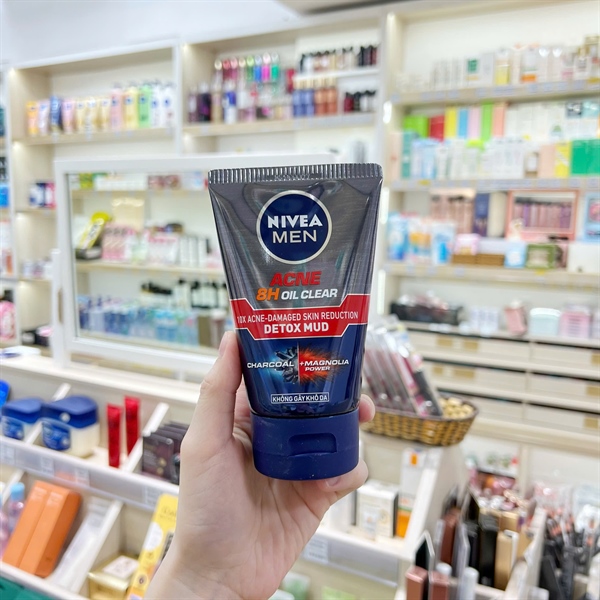 NIVEA
MEN
ACNE
8H OIL CLEAR
10X ACNE-DAMAGED SKIN REDUCTION
DETOX MUD
CHARCOAL +MAGNOLIA
POWER
KHÔNG GÂY KHÔ DA